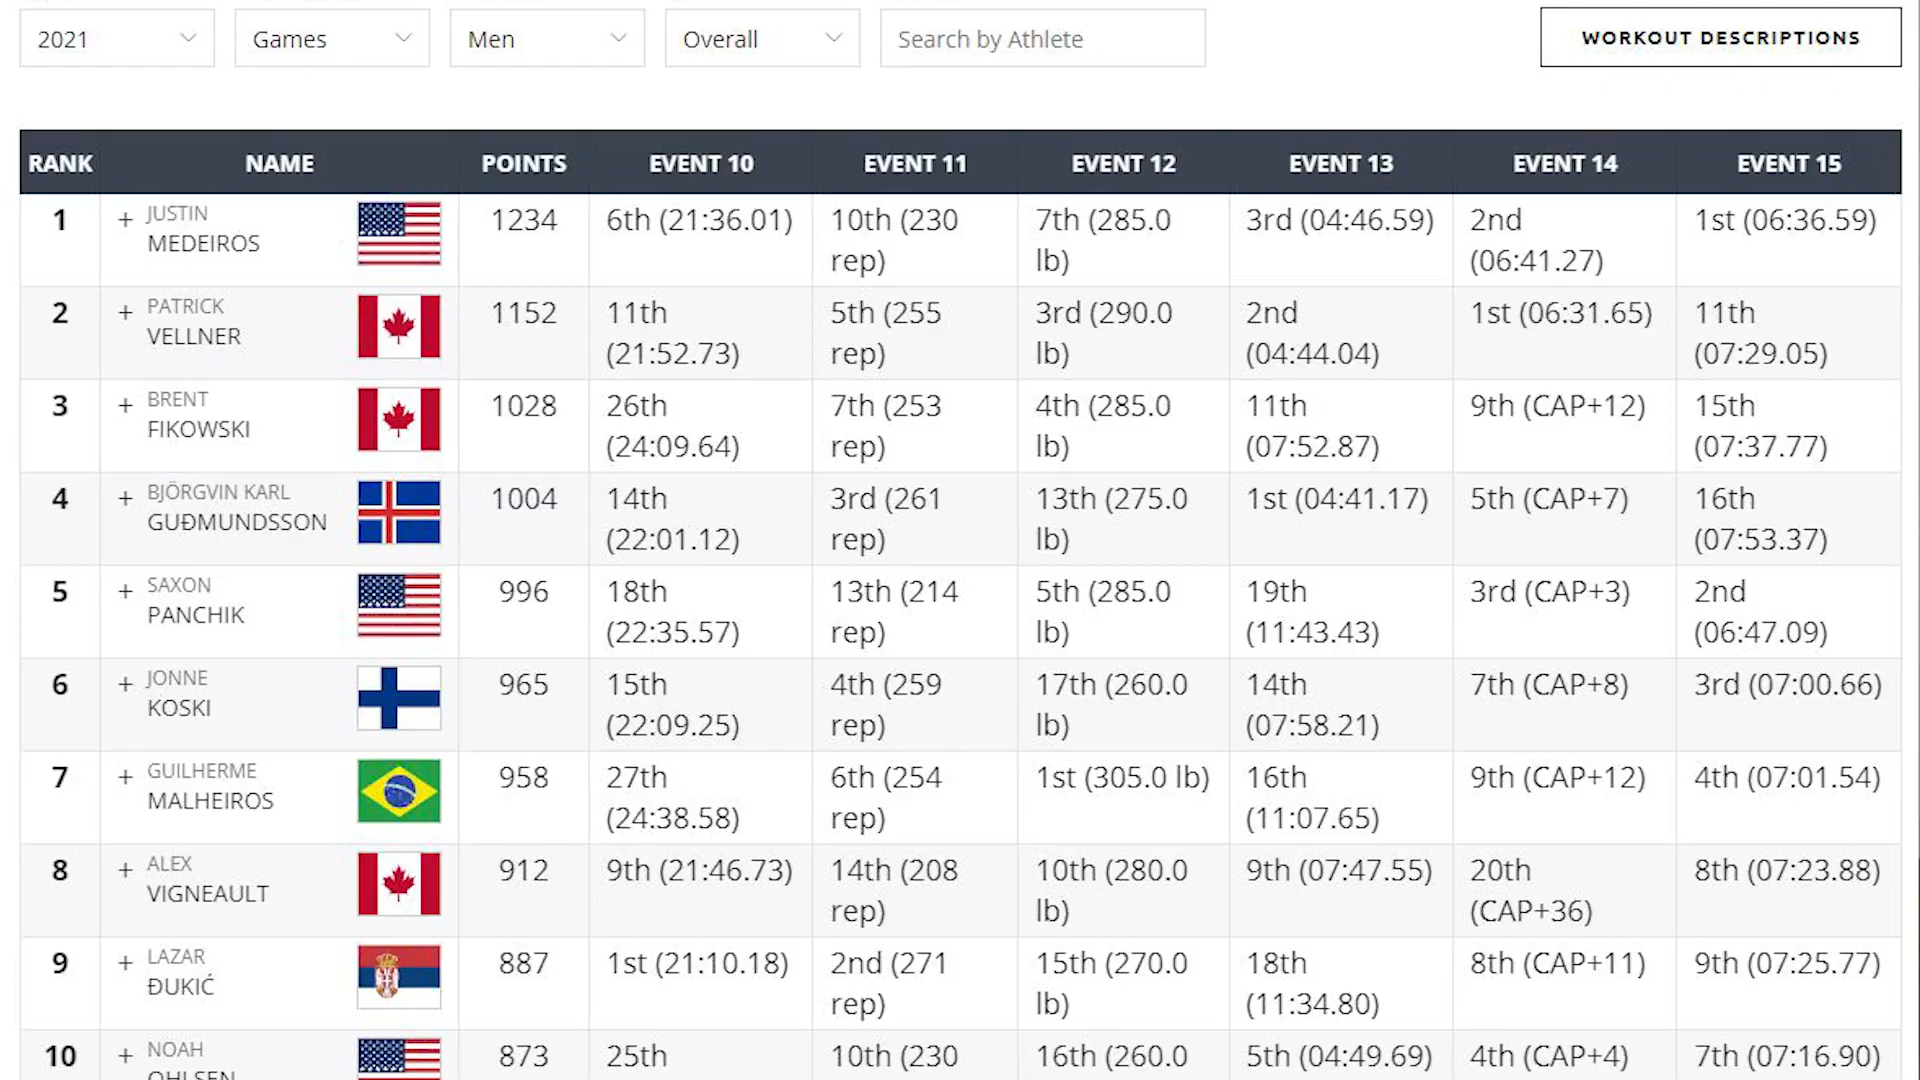 2021 Games Men Overall Search by Athlete WORKOUT DESCRIPTIONS
RANK NAME POINTS EVENT 10 EVENT 11 EVENT 12 EVENT 13 EVENT 14 EVENT 15
1 + JUSTIN 1234 6th (21:36.01) 10th (230 7th (285.0 3rd (04:46.59) 2nd 1st (06:36.59)
MEDEIROS rep) lb) (06:41.27)
2 + PATRICK 1152 11th 5th (255 3rd (290.0 2nd 1st (06:31.65) 11th
VELLNER (21:52.73) rep) lb) (04:44.04) (07:29.05)
3 + BRENT 1028 26th 7th (253 4th (285.0 11th 9th (CAP+12) 15th
FIKOWSKI (24:09.64) rep) lb) (07:52.87) (07:37.77)
4 + BJÖRGVIN KARL 1004 14th 3rd (261 13th (275.0 1st (04:41.17) 5th (CAP+7) 16th
GUÐMUNDSSON (22:01.12) rep) lb) (07:53.37)
5 + SAXON 996 18th 13th (214 5th (285.0 19th 3rd (CAP+3) 2nd
PANCHIK (22:35.57) rep) lb) (11:43.43) (06:47.09)
6 + JONNE 965 15th 4th (259 17th (260.0 14th 7th (CAP+8) 3rd (07:00.66)
KOSKI (22:09.25) rep) lb) (07:58.21)
7 + GUILHERME 958 27th 6th (254 1st (305.0 lb) 16th 9th (CAP+12) 4th (07:01.54)
MALHEIROS (24:38.58) rep) (11:07.65)
8 + ALEX 912 9th (21:46.73) 14th (208 10th (280.0 9th (07:47.55) 20th 8th (07:23.88)
VIGNEAULT rep) lb) (CAP+36)
9 + LAZAR 887 1st (21:10.18) 2nd (271 15th (270.0 18th 8th (CAP+11) 9th (07:25.77)
ĐUKIĆ rep) lb) (11:34.80)
10 + NOAH 873 25th 10th (230 16th (260.0 5th (04:49.69) 4th (CAP+4) 7th (07:16.90)
OHLSEN